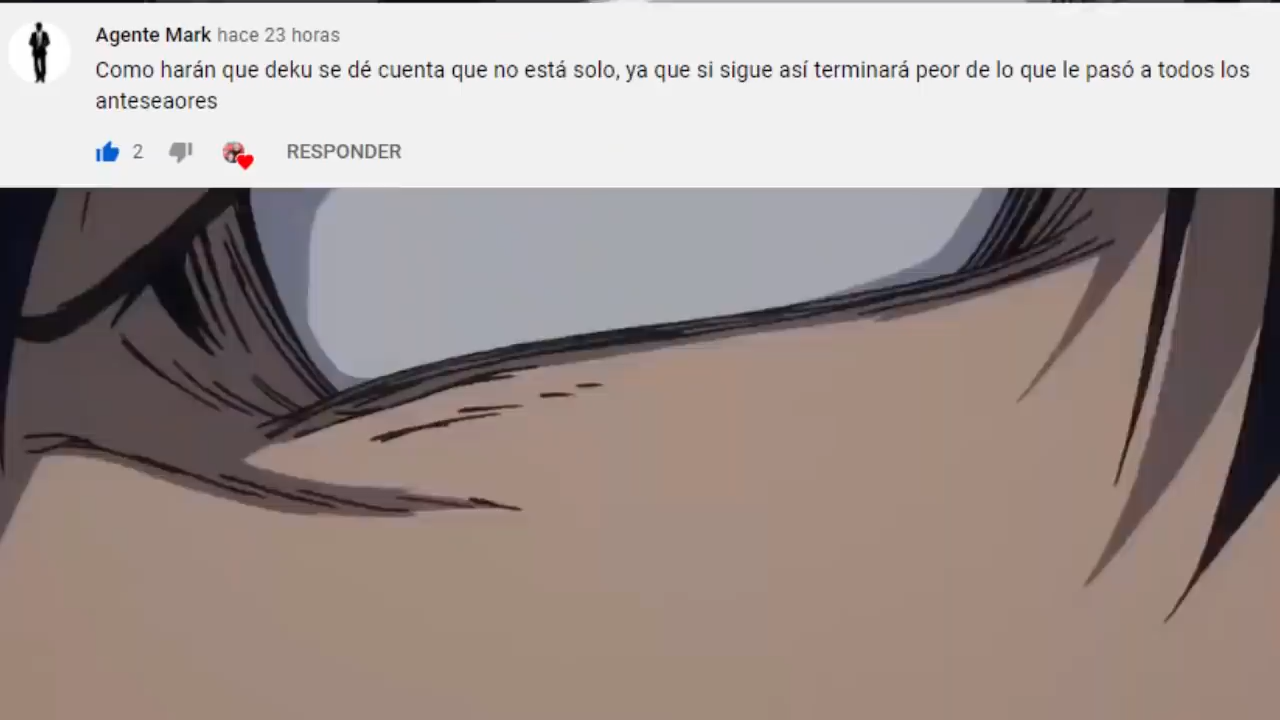 Agente Mark hace 23 horas
Como harán que deku se dé cuenta que no está solo, ya que si sigue así terminará peor de lo que le pasó a todos los
anteseaores
2 RESPONDER